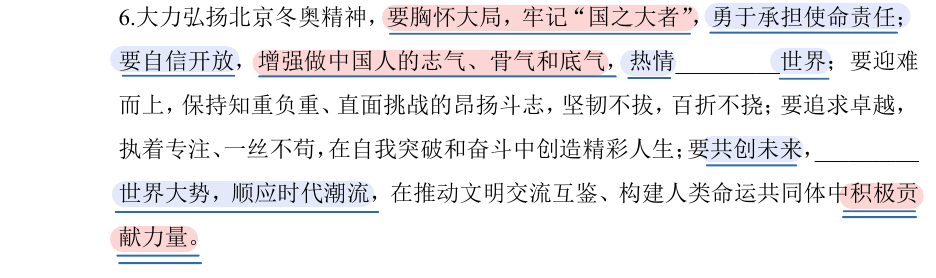 6.大力弘扬北京冬奥精神，要胸怀大局，牢记“国之大者”，勇于承担使命责任；
要自信开放，增强做中国人的志气、骨气和底气，热情________世界；要迎难
而上，保持知重负重、直面挑战的昂扬斗志，坚韧不拔，百折不挠；要追求卓越，
执着专注、一丝不苟，在自我突破和奋斗中创造精彩人生；要共创未来，________
世界大势，顺应时代潮流，在推动文明交流互鉴、构建人类命运共同体中积极贡
献力量。